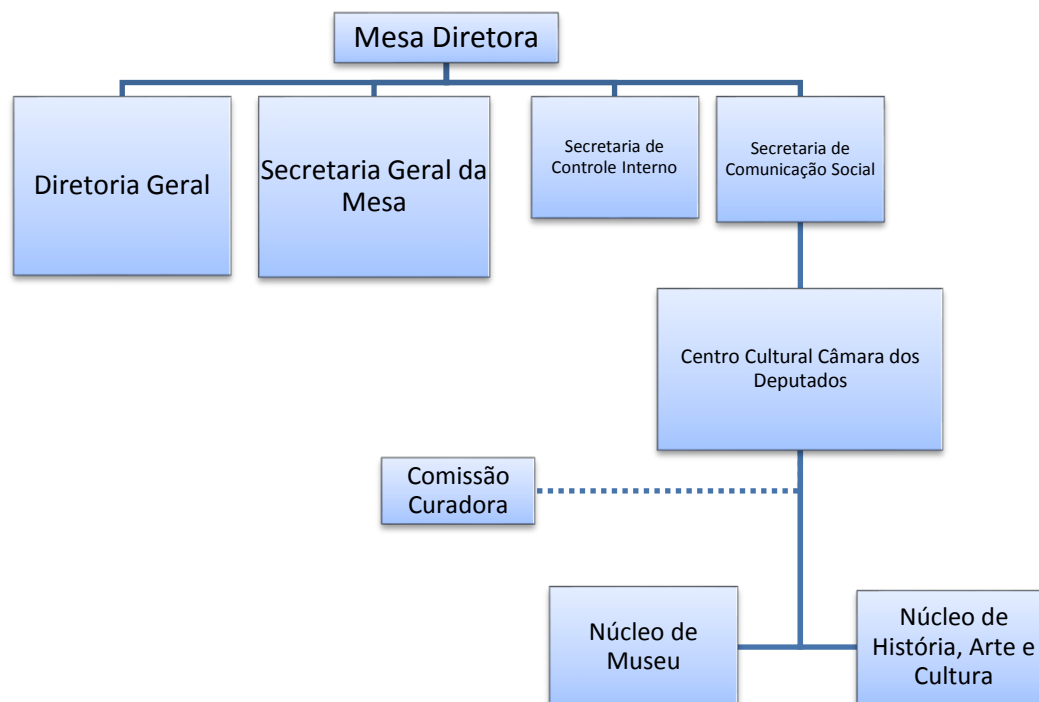 Mesa Diretora
Diretoria Geral
Secretaria Geral da
Mesa
Secretaria de
Controle Interno
Secretaria de
Comunicação Social
Centro Cultural Câmara dos
Deputados
Comissão
Curadora
Núcleo de
Museu
Núcleo de
História, Arte e
Cultura